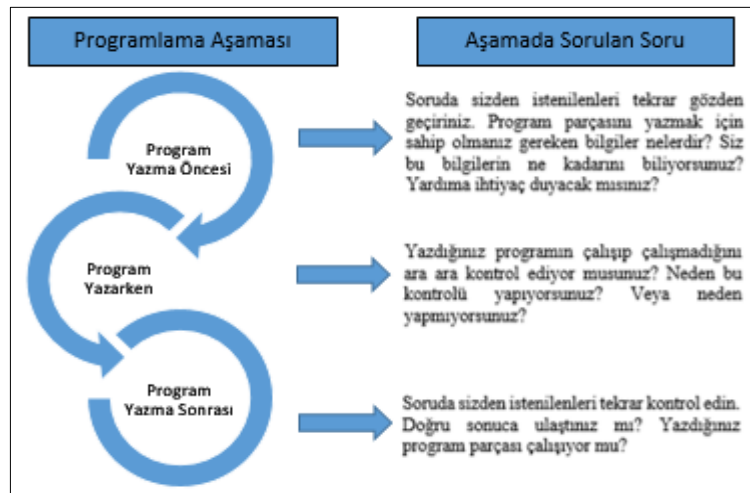 Programlama Aşaması
Aşamada Sorulan Soru
Program
Yazma Öncesi
Soruda sizden istenilenleri tekrar gözden
geçiriniz. Program parçasını yazmak için
sahip olmanız gereken bilgiler nelerdir? Siz
bu bilgilerin ne kadarını biliyorsunuz?
Yardıma ihtiyaç duyacak mısınız?
Program
Yazarken
Yazdığınız programın çalışıp çalışmadığını
ara ara kontrol ediyor musunuz? Neden bu
kontrolü yapıyorsunuz? Veya neden
yapmıyorsunuz?
Program
Yazma Sonrası
Soruda sizden istenilenleri tekrar kontrol edin.
Doğru sonuca ulaştınız mı? Yazdığınız
program parçası çalışıyor mu?